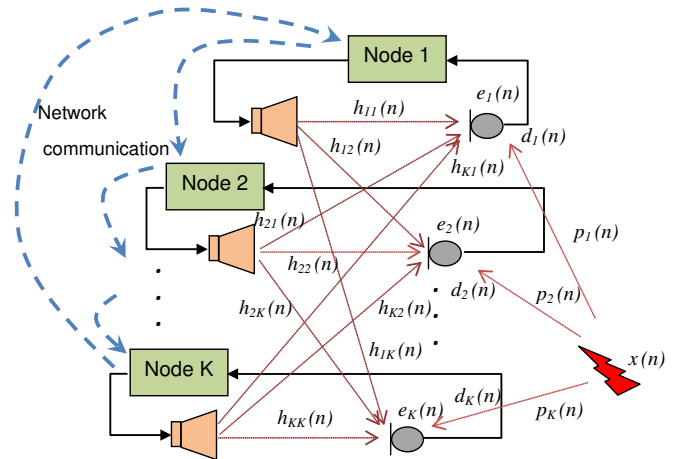 Node 1
Network
communication
h11(n)
e1(n)
h12(n)
d1(n)
hK1(n)
Node 2
h21(n)
e2(n)
p1(n)
h22(n)
d2(n)
p2(n)
h2K(n)
hK2(n)
h1K(n)
x(n)
Node K
dK(n)
eK(n)
hKK(n)
pK(n)